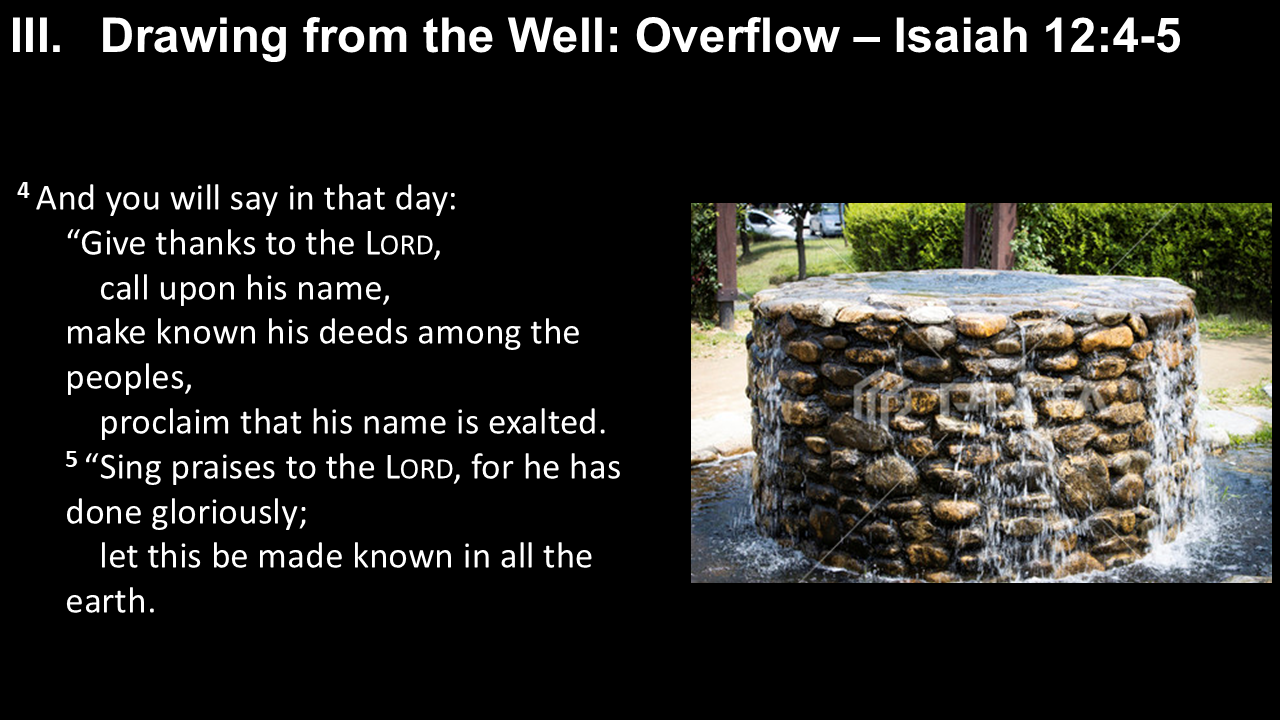 III. Drawing from the Well: Overflow – Isaiah 12:4-5
4 And you will say in that day:
“Give thanks to the LORD,
call upon his name,
make known his deeds among the
peoples,
proclaim that his name is exalted.
5 “Sing praises to the LORD, for he has
done gloriously;
let this be made known in all the
earth.